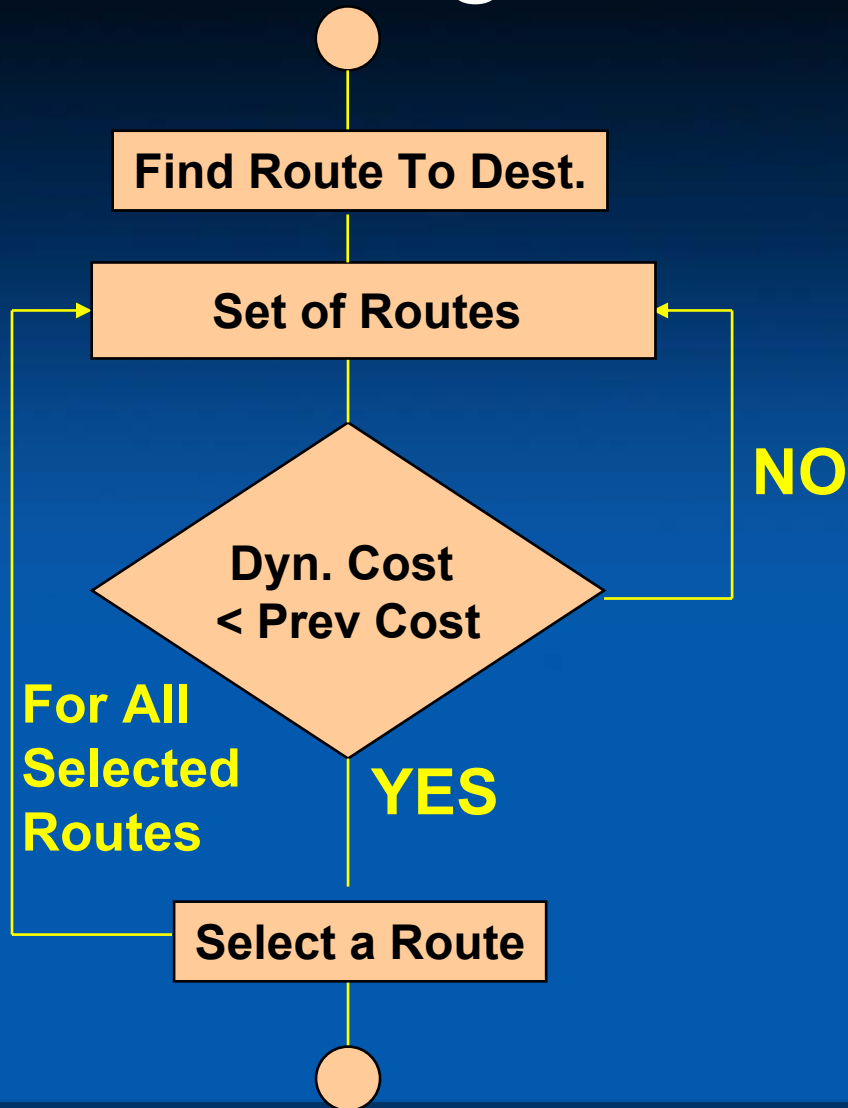 Find Route To Dest.
Set of Routes
NO
Dyn. Cost
< Prev Cost
For All
Selected
Routes
YES
Select a Route